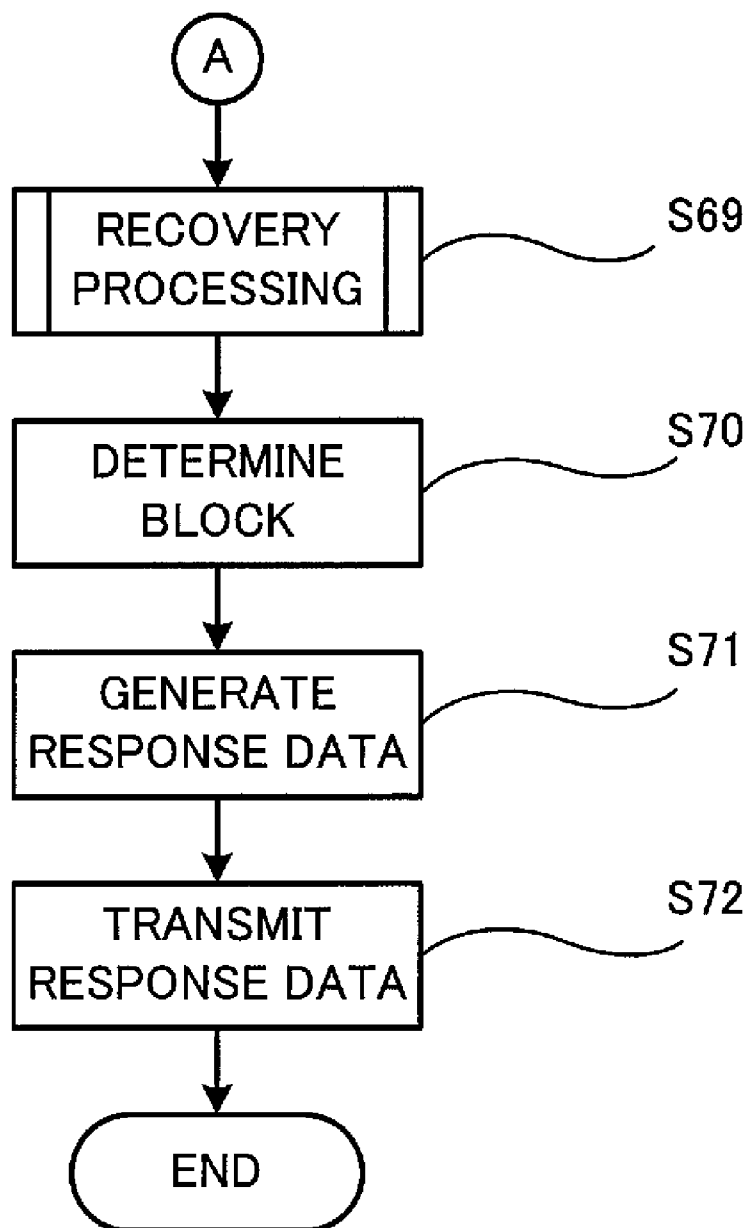 A
RECOVERY
PROCESSING
S69
DETERMINE
BLOCK
S70
GENERATE
RESPONSE DATA
S71
TRANSMIT
RESPONSE DATA
S72
END